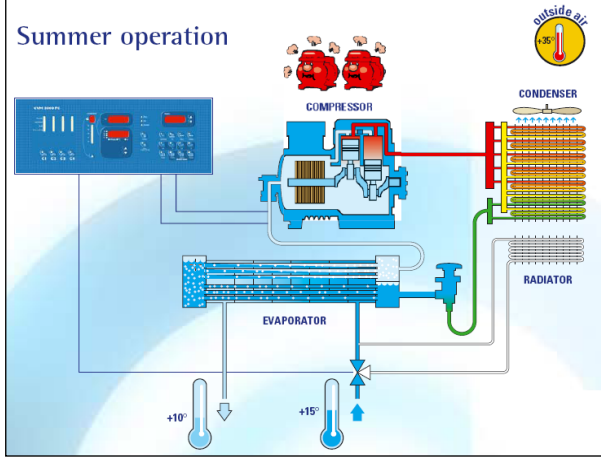 Summer operation
outside air
+35°
CONDENSER
COMPRESSOR
RADIATOR
EVAPORATOR
+10°
+15°